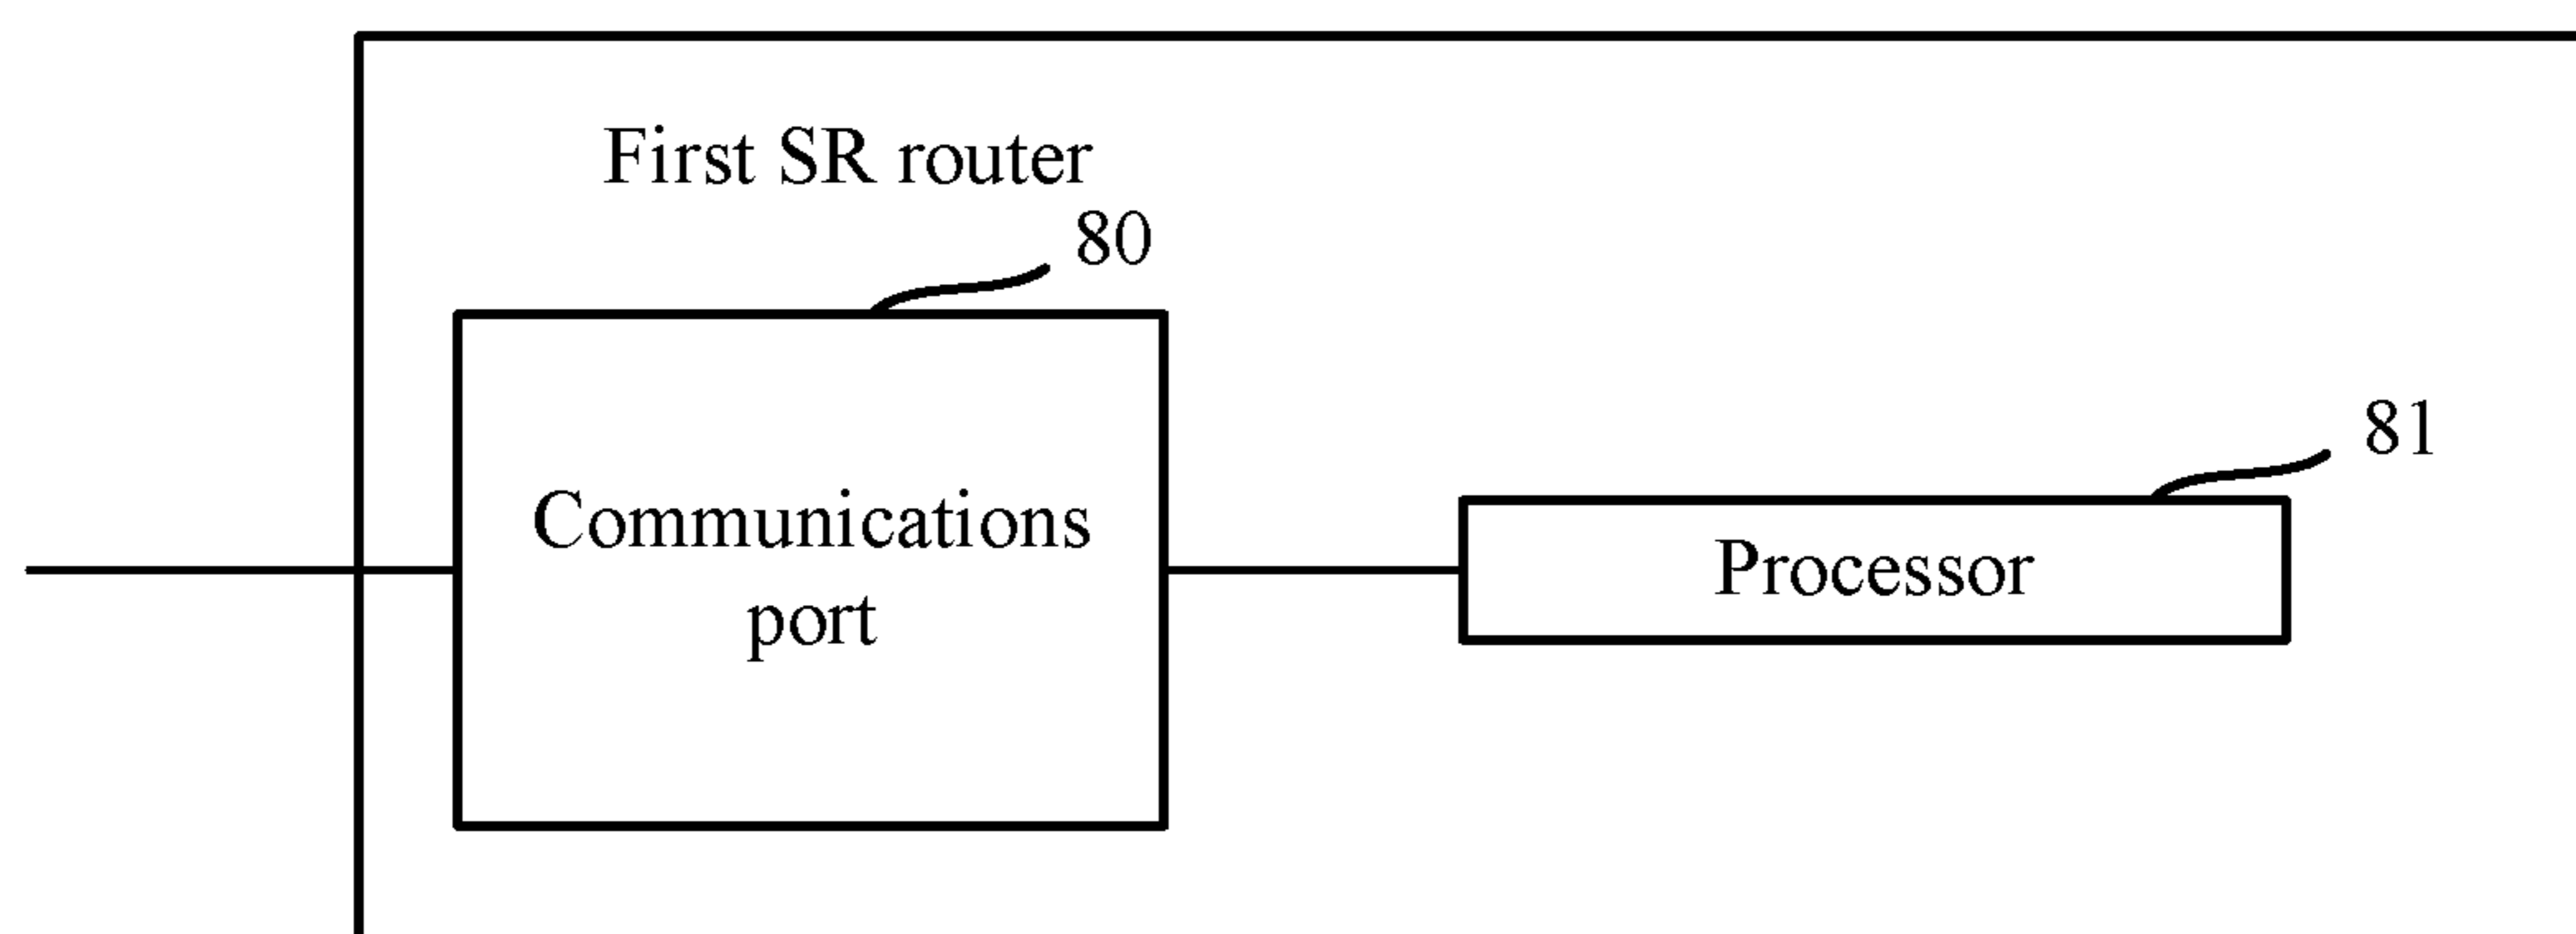 First SR router
80
81
Communications
port
Processor